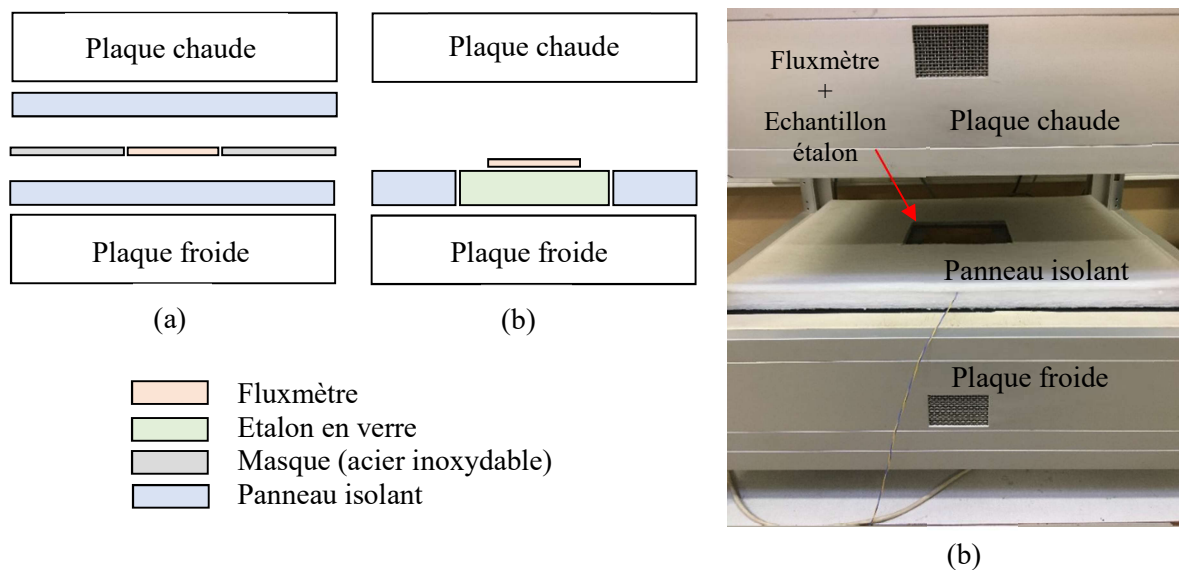 Plaque chaude
Plaque froide
(a)
Plaque chaude
Plaque froide
(b)
Fluxmètre
Etalon en verre
Masque (acier inoxydable)
Panneau isolant
Fluxmètre
+
Echantillon
étalon
Plaque chaude
Panneau isolant
Plaque froide
(b)